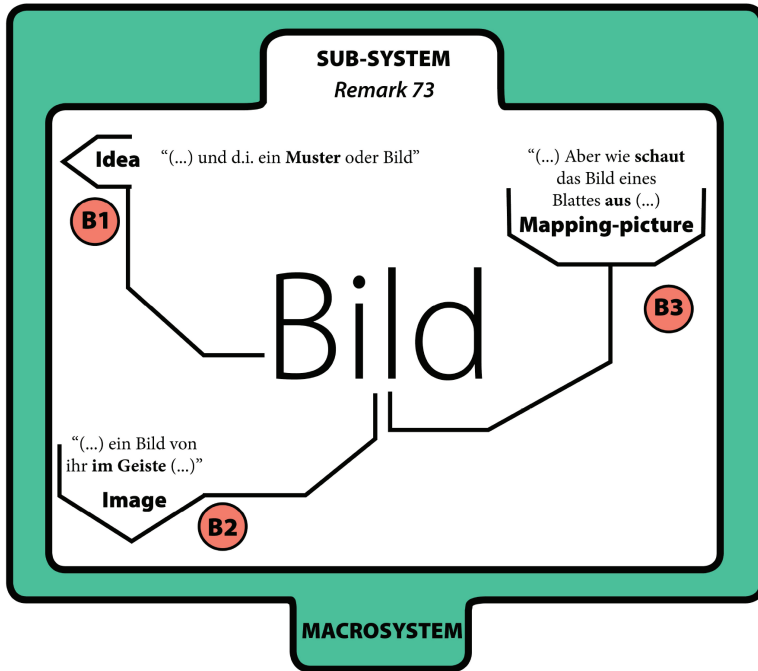 SUB-SYSTEM
Remark 73
Idea “(...) und d.i. ein Muster oder Bild”
B1
“(...) Aber wie schaut
das Bild eines
Blattes aus (...)
Mapping-picture
B3
Bild
“(...) ein Bild von
ihr im Geiste (...)”
Image
B2
MACROSYSTEM